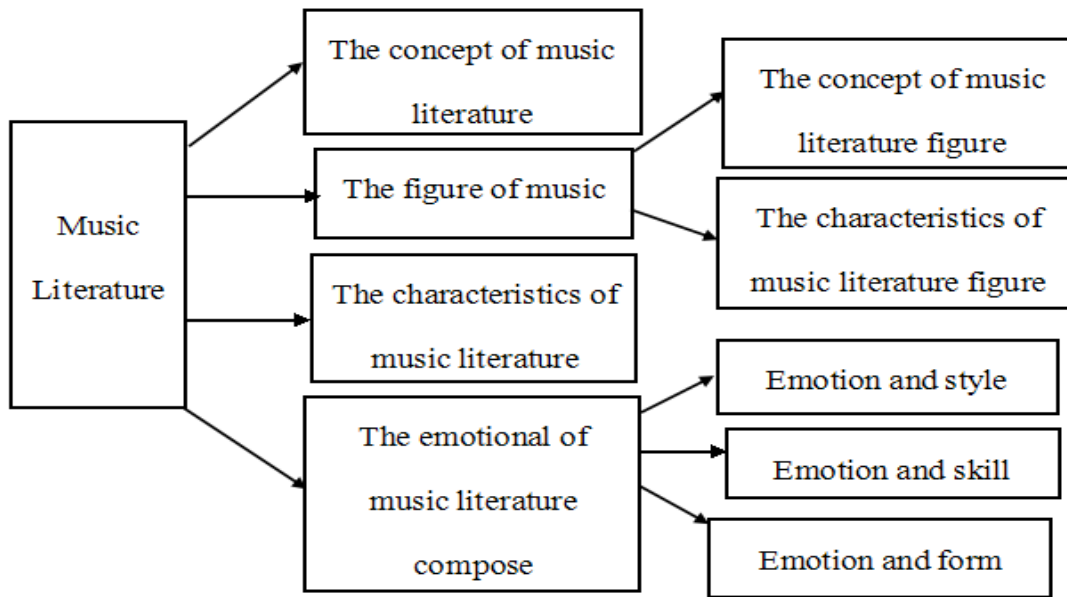 Music
Literature
The concept of music
literature
The figure of music
The characteristics of
music literature
The emotional of
music literature
compose
The concept of music
literature figure
The characteristics of
music literature figure
Emotion and style
Emotion and skill
Emotion and form